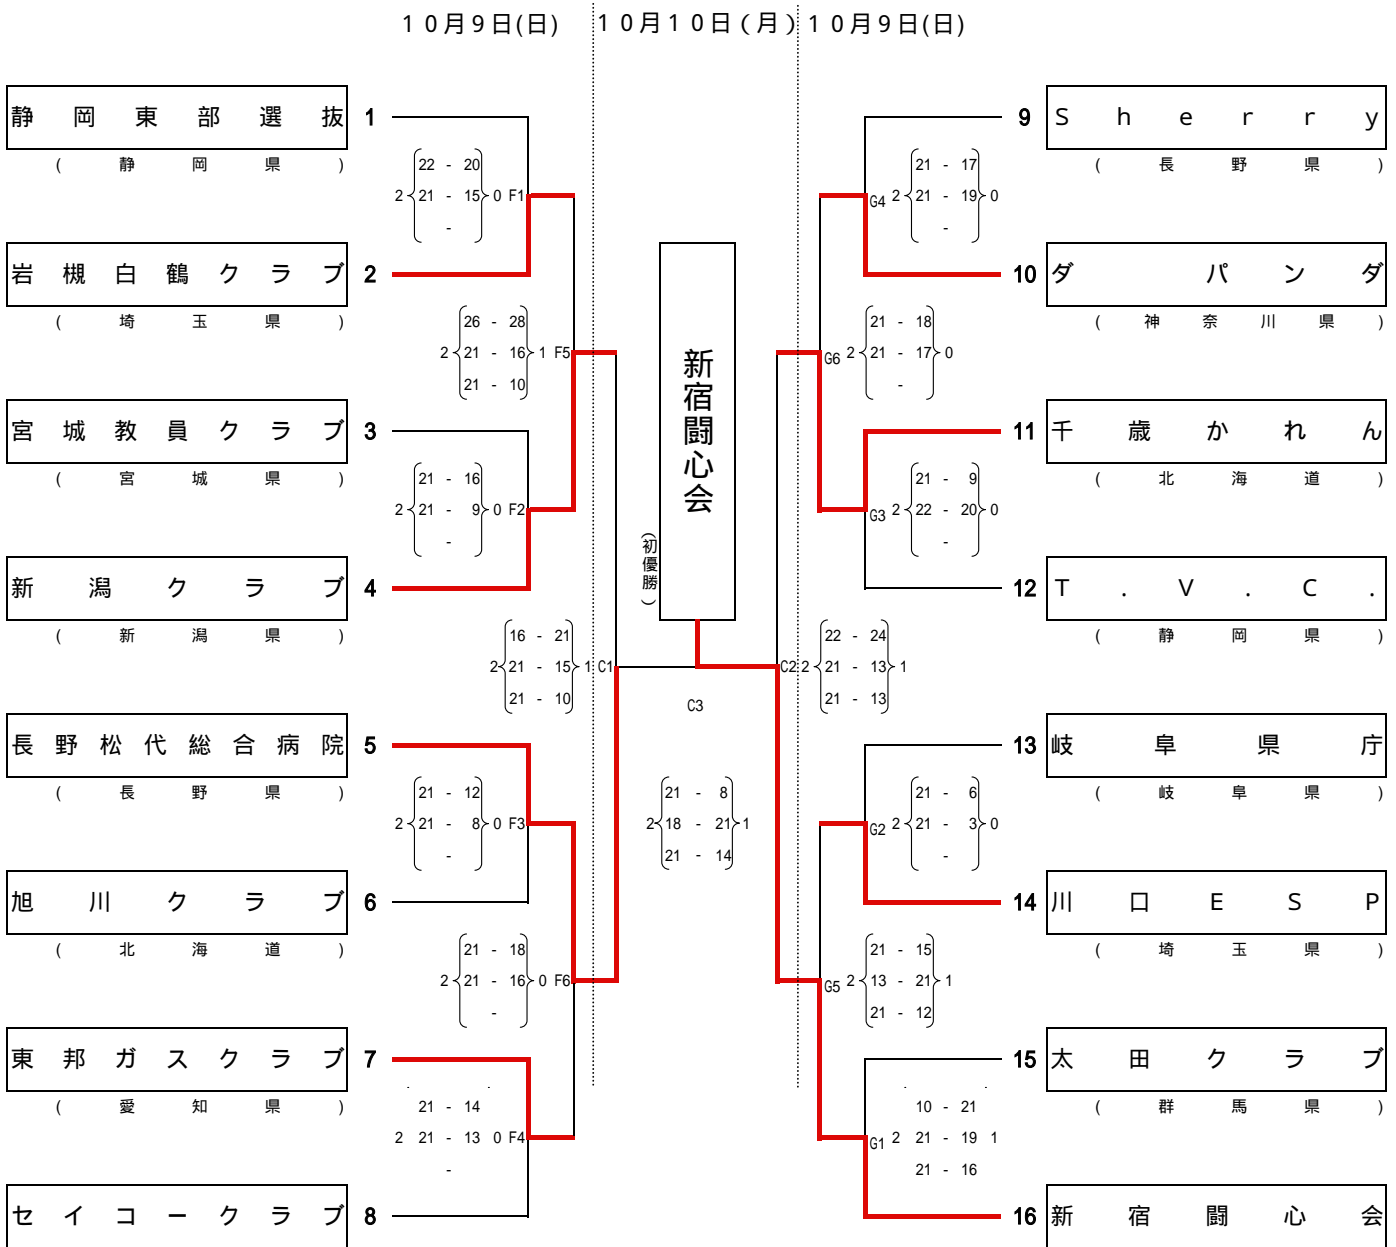 10月9日(日)
10月10日(月)
10月9日(日)
静岡東部選抜 1
(静岡県)
22 - 20
2 21 - 15 0 F1
-
岩槻白鶴クラブ 2
(埼玉県)
26 - 28
2 21 - 16 1 F5
21 - 10
宮城教員クラブ 3
(宮城県)
21 - 16
2 21 - 9 0 F2
-
新潟クラブ 4
(新潟県)
16 - 21
2 21 - 15 1 C1
21 - 10
長野松代総合病院 5
(長野県)
21 - 12
2 21 - 8 0 F3
-
旭川クラブ 6
(北海道)
21 - 18
2 21 - 16 0 F6
-
東邦ガスクラブ 7
(愛知県)
21 - 14
2 21 - 13 0 F4
-
セイコークラブ 8
新宿闘心会
(初優勝)
C3
21 - 8
2 18 - 21 1
21 - 14
9 Sherry
(長野県)
21 - 17
G4 2 21 - 19 0
-
10 ダ パンダ
(神奈川県)
21 - 18
G6 2 21 - 17 0
-
11 千歳かれん
(北海道)
21 - 9
G3 2 22 - 20 0
-
12 T.V.C.
(静岡県)
22 - 24
C2 2 21 - 13 1
21 - 13
13 岐阜県庁
(岐阜県)
21 - 6
G2 2 21 - 3 0
-
14 川口ESP
(埼玉県)
21 - 15
G5 2 13 - 21 1
21 - 12
15 太田クラブ
(群馬県)
10 - 21
G1 2 21 - 19 1
21 - 16
16 新宿闘心会